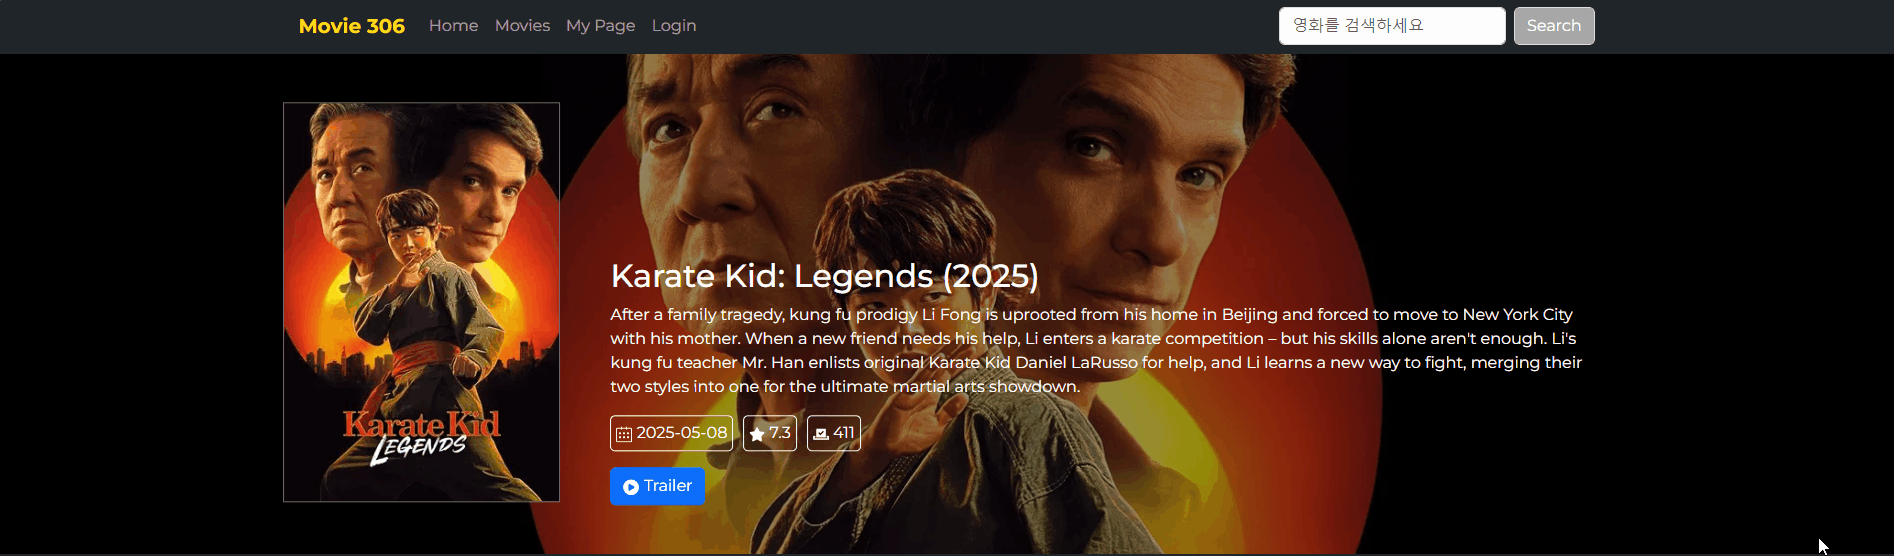 Movie 306 Home Movies My Page Login 영화를 검색하세요 Search
Karate Kid
LEGENDS
Karate Kid: Legends (2025)
After a family tragedy, kung fu prodigy Li Fong is uprooted from his home in Beijing and forced to move to New York City
with his mother. When a new friend needs his help, Li enters a karate competition – but his skills alone aren't enough. Li's
kung fu teacher Mr. Han enlists original Karate Kid Daniel LaRusso for help, and Li learns a new way to fight, merging their
two styles into one for the ultimate martial arts showdown.
2025-05-08 7.3 411
Trailer